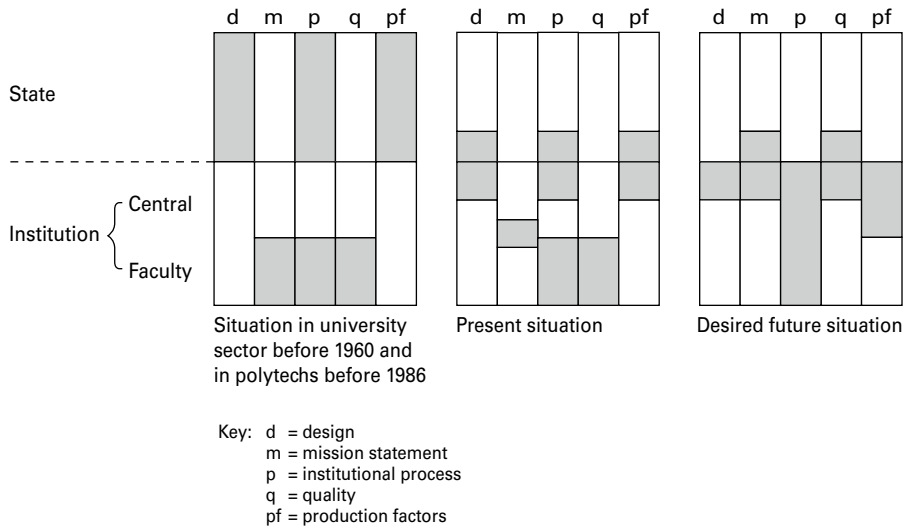 d m p q pf
d m p q pf
d m p q pf
State
Central
Institution
Faculty
Situation in university
sector before 1960 and
in polytechs before 1986
Present situation
Desired future situation
Key: d = design
m = mission statement
p = institutional process
q = quality
pf = production factors